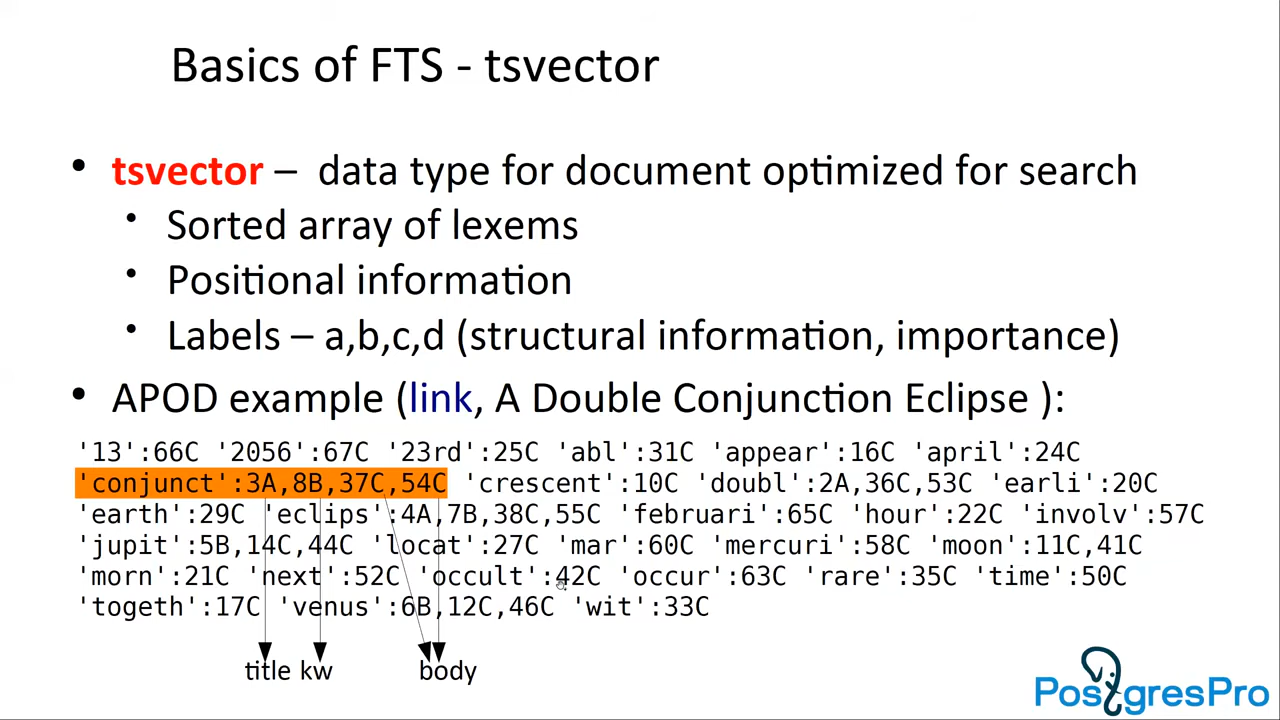 Basics of FTS - tsvector
• tsvector – data type for document optimized for search
• Sorted array of lexems
• Positional information
• Labels – a,b,c,d (structural information, importance)
• APOD example (link, A Double Conjunction Eclipse ):
'13':66C '2056':67C '23rd':25C 'abl':31C 'appear':16C 'april':24C
'conjunct':3A,8B,37C,54C 'crescent':10C 'doubl':2A,36C,53C 'earli':20C
'earth':29C 'eclips':4A,7B,38C,55C 'februari':65C 'hour':22C 'involv':57C
'jupit':5B,14C,44C 'locat':27C 'mar':60C 'mercuri':58C 'moon':11C,41C
'morn':21C 'next':52C 'occult':42C 'occur':63C 'rare':35C 'time':50C
'togeth':17C 'venus':6B,12C,46C 'wit':33C
title kw body
PostgresPro